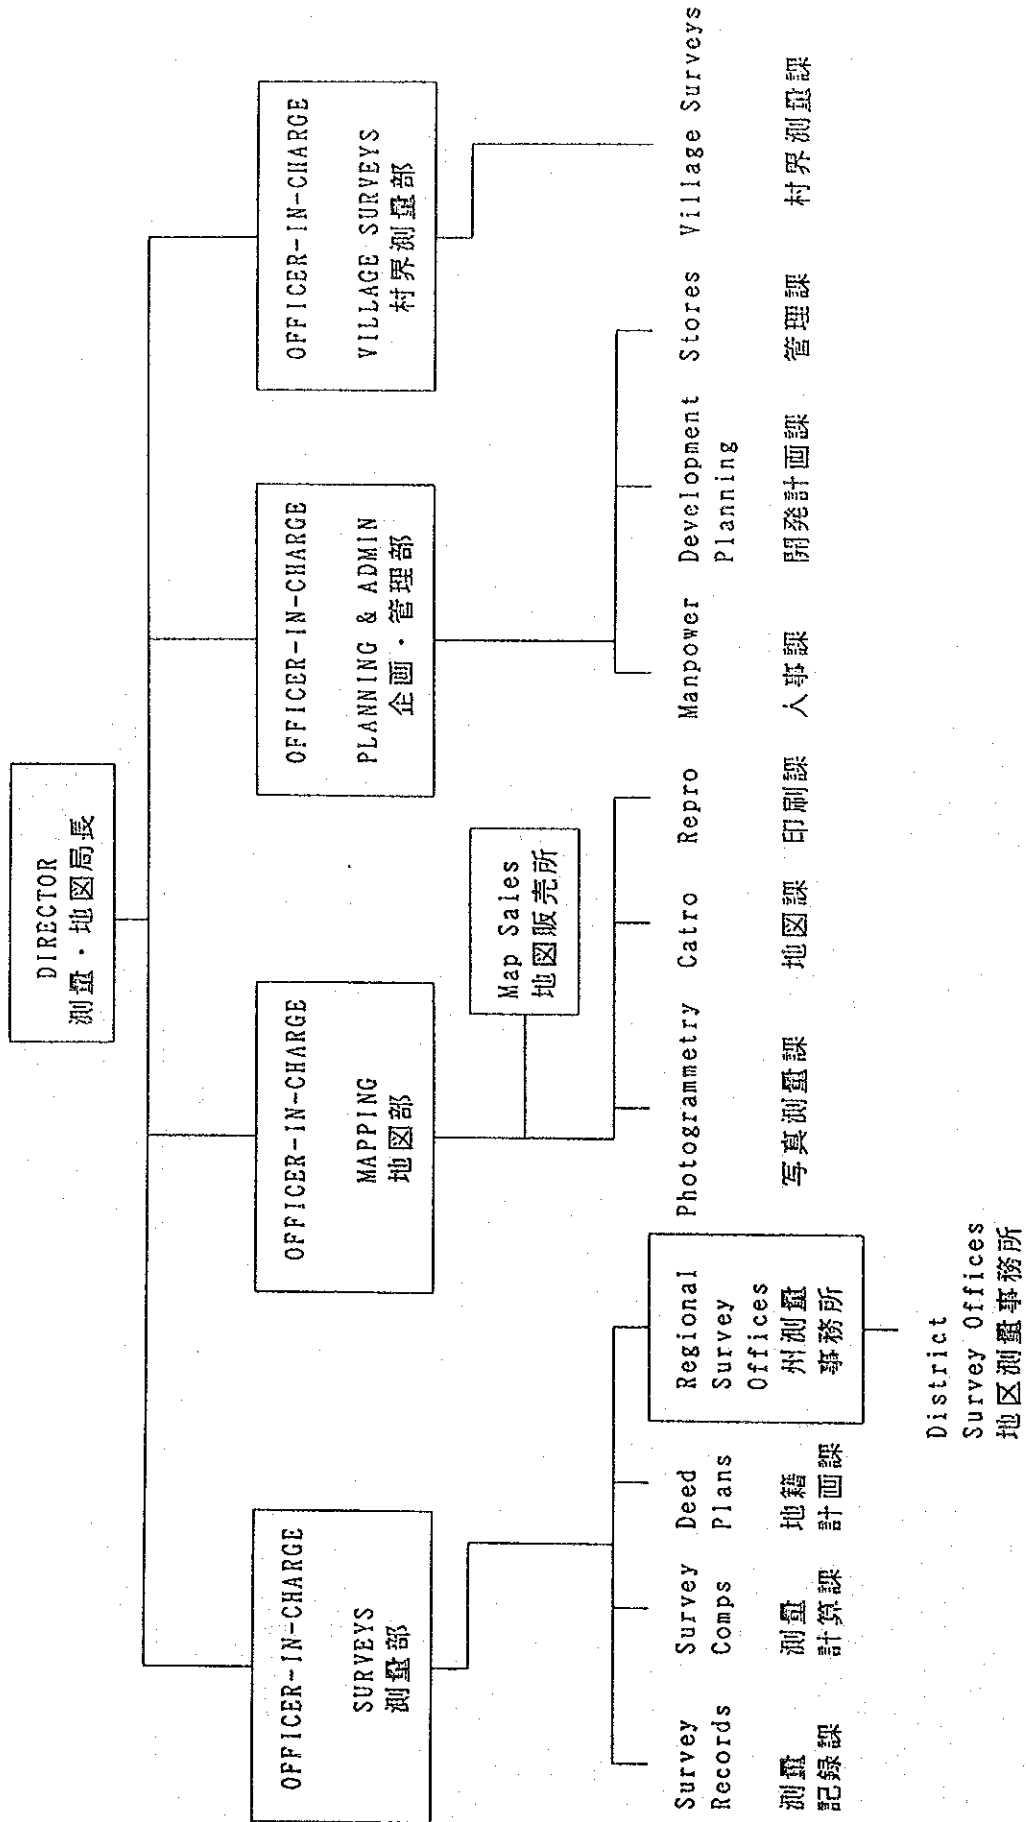 DIRECTOR
測量・地図局長
OFFICER-IN-CHARGE
SURVEYS
測量部
OFFICER-IN-CHARGE
MAPPING
地図部
OFFICER-IN-CHARGE
PLANNING & ADMIN
企画・管理部
OFFICER-IN-CHARGE
VILLAGE SURVEYS
村界測量部
Map Sales
地図販売所
Survey
Records
測量
記録課
Survey
Comps
測量
計算課
Deed
Plans
地籍
計画課
Regional
Survey
Offices
州測量
事務所
District
Survey Offices
地区測量事務所
Photogrammetry
写真測量課
Catro
地図課
Repro
印刷課
Manpower
人事課
Development
Planning
開発計画課
Stores
管理課
Village Surveys
村界測量課